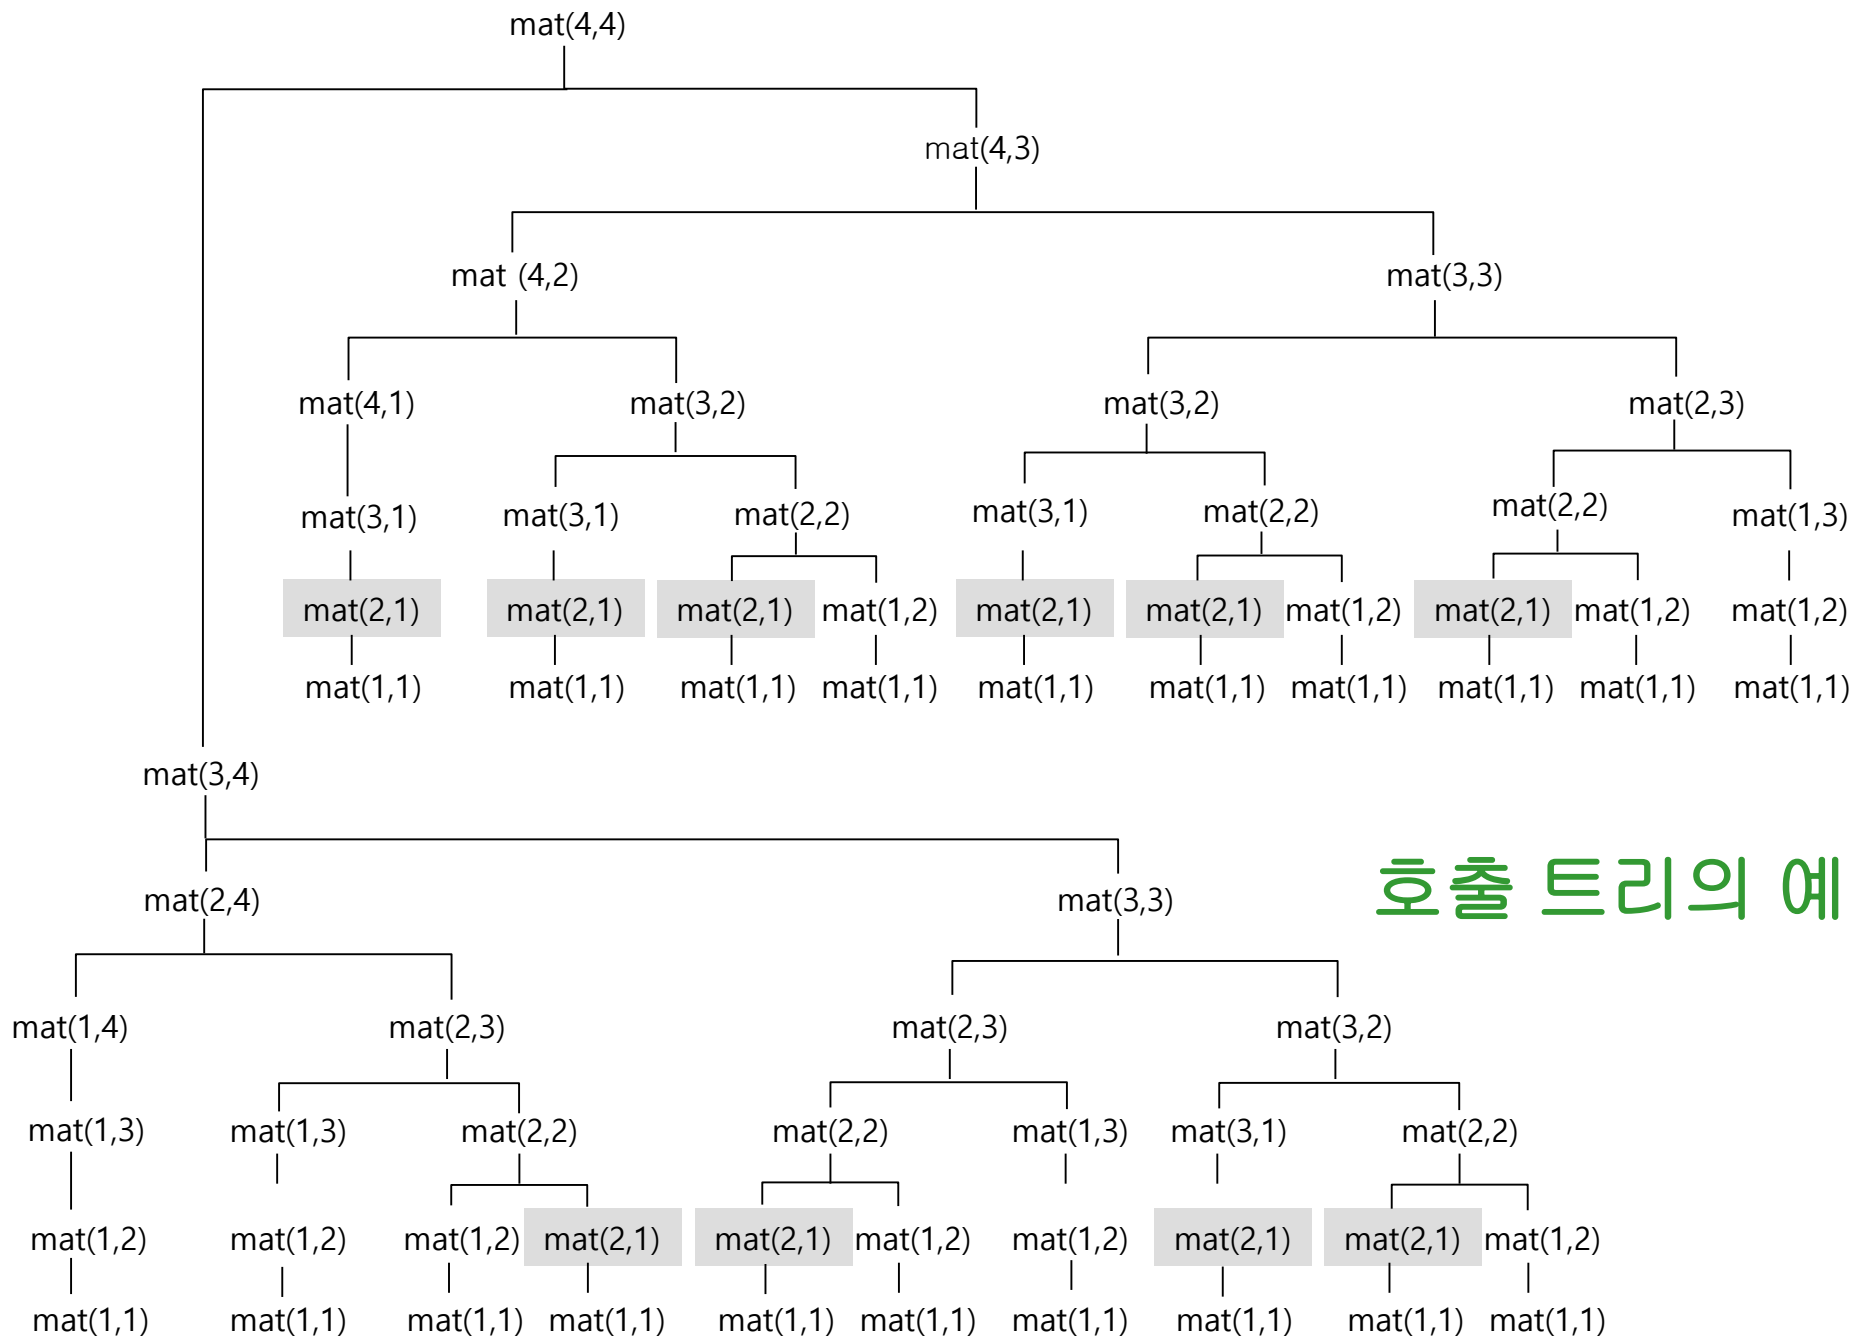 mat(4,4)
mat(4,3)
mat (4,2) mat(3,3)
mat(4,1) mat(3,2) mat(3,2) mat(2,3)
mat(3,1) mat(3,1) mat(2,2) mat(3,1) mat(2,2) mat(2,2) mat(1,3)
mat(2,1) mat(2,1) mat(2,1) mat(1,2) mat(2,1) mat(2,1) mat(1,2) mat(2,1) mat(1,2) mat(1,2)
mat(1,1) mat(1,1) mat(1,1) mat(1,1) mat(1,1) mat(1,1) mat(1,1) mat(1,1) mat(1,1) mat(1,1)
mat(3,4)
호출 트리의 예
mat(2,4) mat(3,3)
mat(1,4) mat(2,3) mat(2,3) mat(3,2)
mat(1,3) mat(1,3) mat(2,2) mat(2,2) mat(1,3) mat(3,1) mat(2,2)
mat(1,2) mat(1,2) mat(1,2) mat(2,1) mat(2,1) mat(1,2) mat(1,2) mat(2,1) mat(2,1) mat(1,2)
mat(1,1) mat(1,1) mat(1,1) mat(1,1) mat(1,1) mat(1,1) mat(1,1) mat(1,1) mat(1,1) mat(1,1)